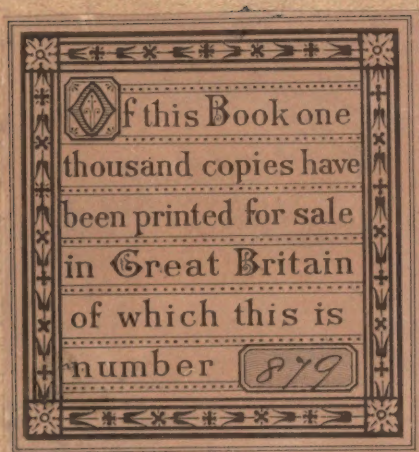 Of this Book one
thousand copies have
been printed for sale
in Great Britain
of which this is
number 879